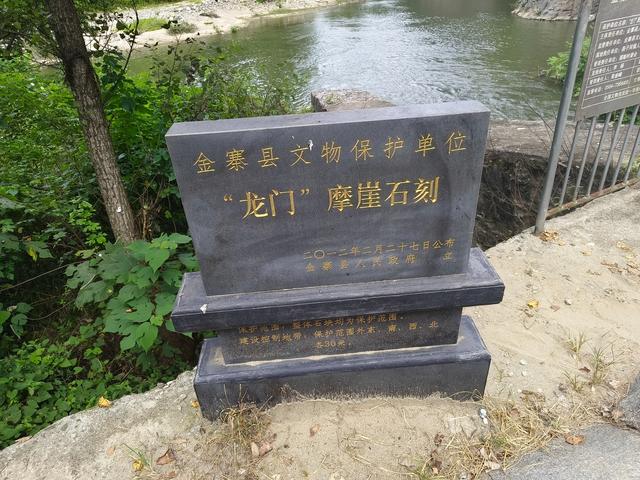 金寨县文物保护单位
“龙门”摩崖石刻
二〇一二年二月二十七日公布
金寨县人民政府 立
保护范围：整体石块均为保护范围。
建设控制地带：保护范围外东、南、西、北
各30米。